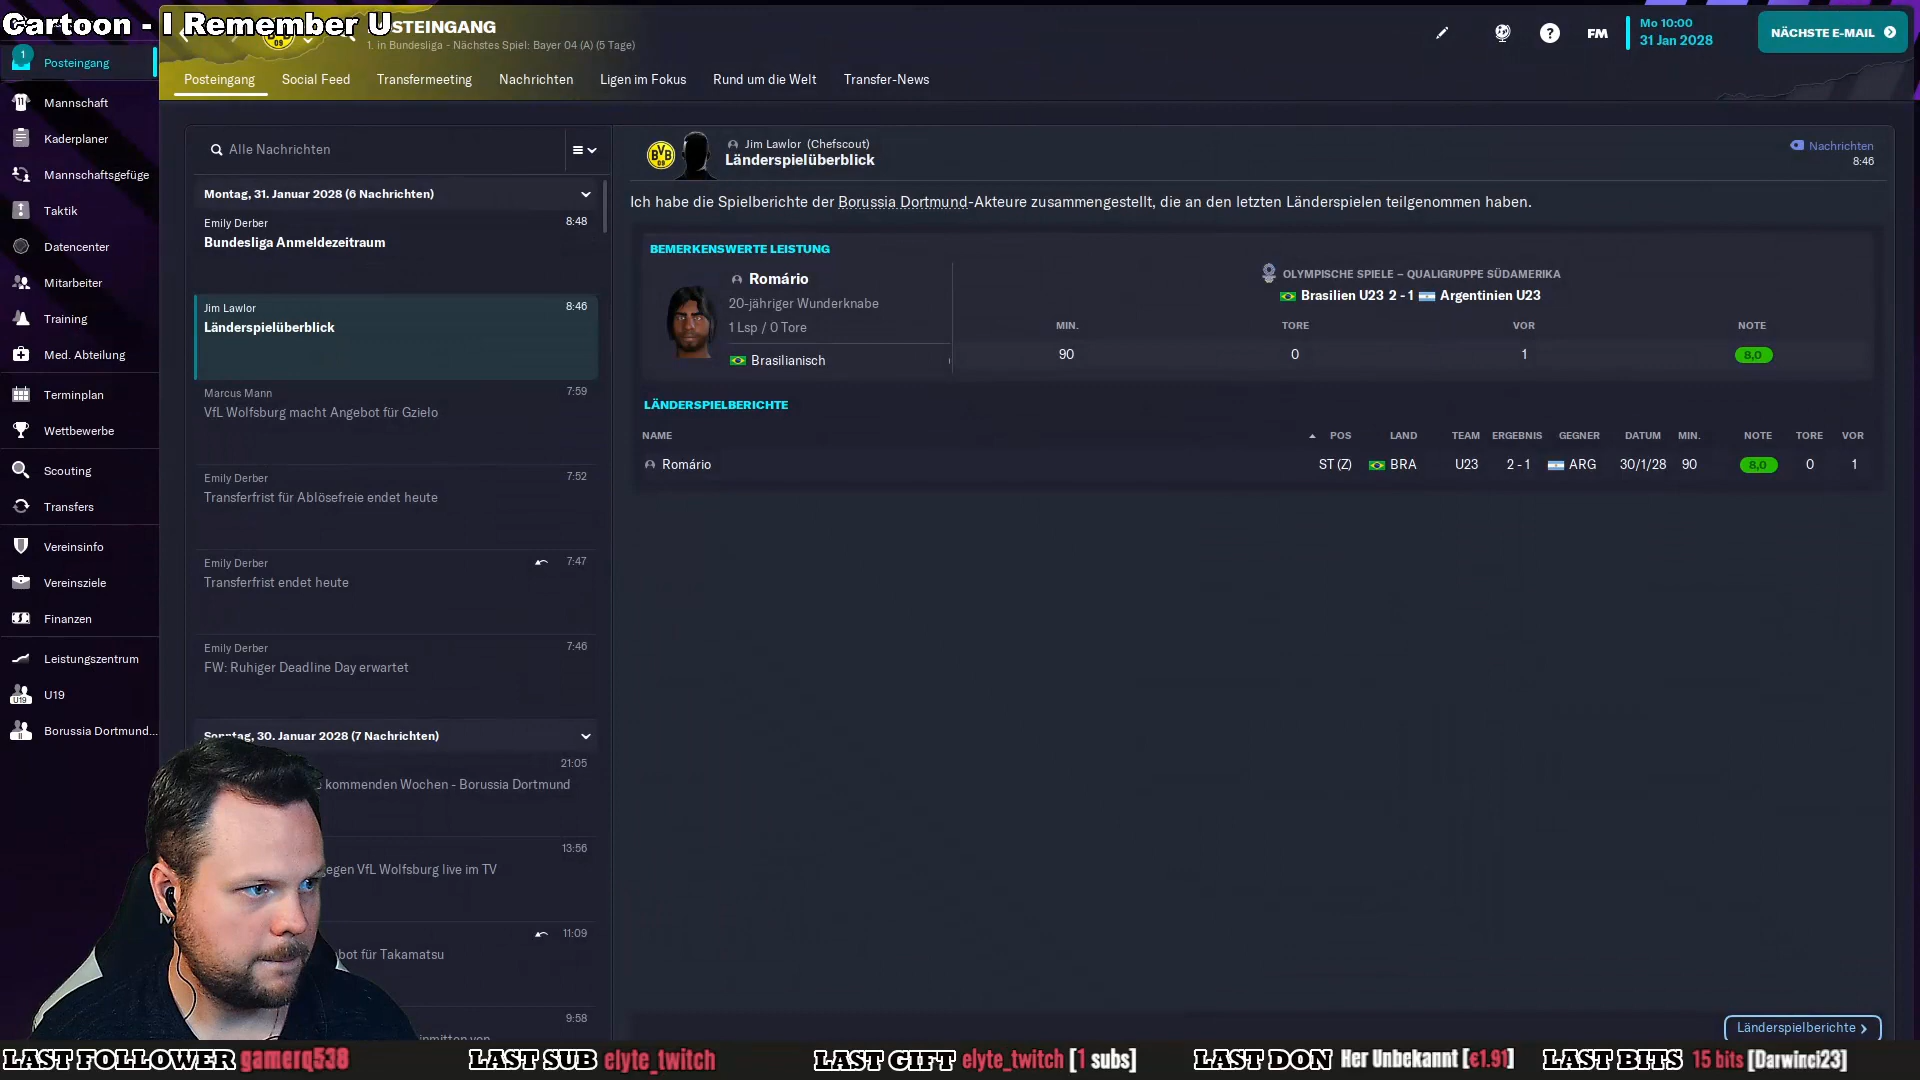 Cartoon - I Remember U
STEINGANG
1. in Bundesliga - Nächstes Spiel: Bayer 04 (A) (5 Tage)
FM
Mo 10:00
31 Jan 2028
NÄCHSTE E-MAIL
Posteingang
Social Feed
Transfermeeting
Nachrichten
Ligen im Fokus
Rund um die Welt
Transfer-News
1
Posteingang
Mannschaft
Kaderplaner
Mannschaftsgefüge
Taktik
Datencenter
Mitarbeiter
Training
Med. Abteilung
Terminplan
Wettbewerbe
Scouting
Transfers
Vereinsinfo
Vereinsziele
Finanzen
Leistungszentrum
U19
Borussia Dortmund...
Alle Nachrichten
Montag, 31. Januar 2028 (6 Nachrichten)
Emily Derber 8:48
Bundesliga Anmeldezeitraum
Jim Lawlor 8:46
Länderspielüberblick
Marcus Mann 7:59
VfL Wolfsburg macht Angebot für Gzielo
Emily Derber 7:52
Transferfrist für Ablösefreie endet heute
Emily Derber 7:47
Transferfrist endet heute
Emily Derber 7:46
FW: Ruhiger Deadline Day erwartet
Sonntag, 30. Januar 2028 (7 Nachrichten)
21:05
kommenden Wochen - Borussia Dortmund
13:56
egen VfL Wolfsburg live im TV
11:09
bot für Takamatsu
9:58
inmitten von
Jim Lawlor (Chefscout)
Länderspielüberblick
Nachrichten
8:46
Ich habe die Spielberichte der Borussia Dortmund-Akteure zusammengestellt, die an den letzten Länderspielen teilgenommen haben.
BEMERKENSWERTE LEISTUNG
Romário
20-jähriger Wunderknabe
1 Lsp / 0 Tore
Brasilianisch
OLYMPISCHE SPIELE – QUALIGRUPPE SÜDAMERIKA
Brasilien U23 2 - 1 Argentinien U23
MIN. TORE VOR NOTE
90 0 1 8,0
LÄNDERSPIELBERICHTE
NAME POS LAND TEAM ERGEBNIS GEGNER DATUM MIN. NOTE TORE VOR
Romário ST (Z) BRA U23 2 - 1 ARG 30/1/28 90 8,0 0 1
Länderspielberichte
LAST FOLLOWER gamerq538
LAST SUB elyte_twitch
LAST GIFT elyte_twitch [1 subs]
LAST DON Her Unbekannt [€1.91]
LAST BITS 15 bits [Darwinci23]